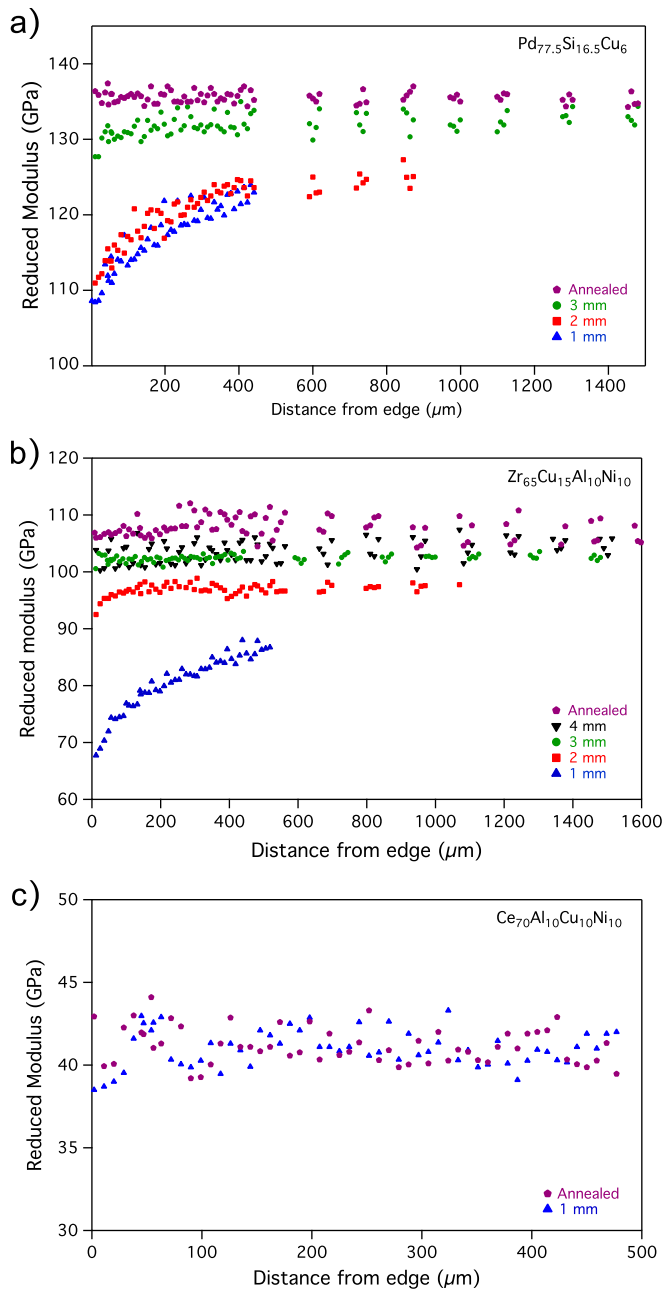 a)
Pd77.5Si16.5Cu6
Reduced Modulus (GPa)
140
130
120
110
100
Annealed
3 mm
2 mm
1 mm
200
400
600
800
1000
1200
1400
Distance from edge (µm)
b)
Zr65Cu15Al10Ni10
Reduced modulus (GPa)
120
110
100
90
80
70
60
Annealed
4 mm
3 mm
2 mm
1 mm
0
200
400
600
800
1000
1200
1400
1600
Distance from edge (µm)
c)
Ce70Al10Cu10Ni10
Reduced Modulus (GPa)
50
45
40
35
30
Annealed
1 mm
0
100
200
300
400
500
Distance from edge (µm)